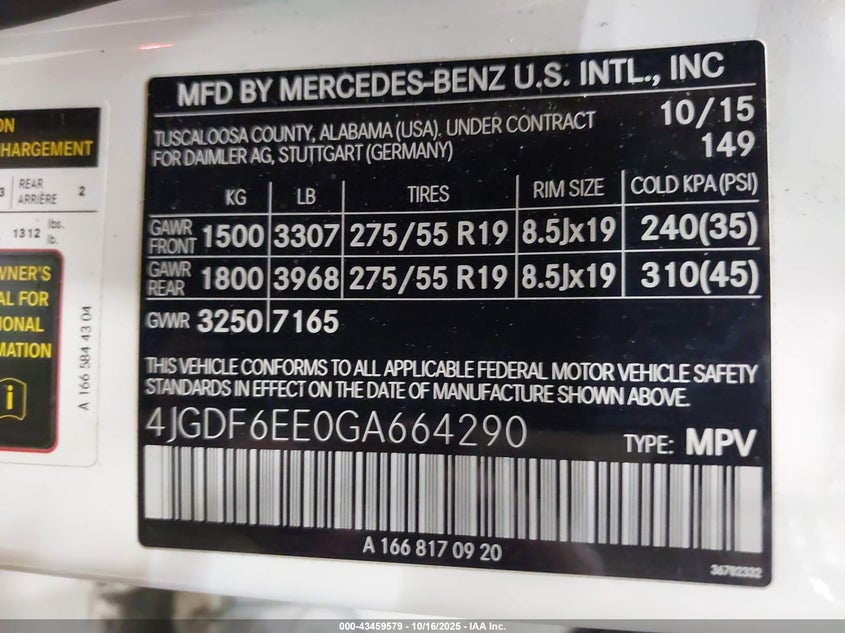 ON
HARGEMENT
3 REAR ARRIÈRE 2
1312 lbs. lb.
WNER'S
AL FOR
IONAL
MATION
i
A 166 584 43 04
MFD BY MERCEDES-BENZ U.S. INTL., INC
TUSCALOOSA COUNTY, ALABAMA (USA). UNDER CONTRACT 10/15
FOR DAIMLER AG, STUTTGART (GERMANY) 149
KG LB TIRES RIM SIZE COLD KPA (PSI)
GAWR FRONT 1500 3307 275/55 R19 8.5Jx19 240(35)
GAWR REAR 1800 3968 275/55 R19 8.5Jx19 310(45)
GVWR 3250 7165
THIS VEHICLE CONFORMS TO ALL APPLICABLE FEDERAL MOTOR VEHICLE SAFETY
STANDARDS IN EFFECT ON THE DATE OF MANUFACTURE SHOWN ABOVE.
4JGDF6EE0GA664290 TYPE: MPV
A 166 817 09 20
36782332
000-43459579 - 10/16/2025 - IAA Inc.